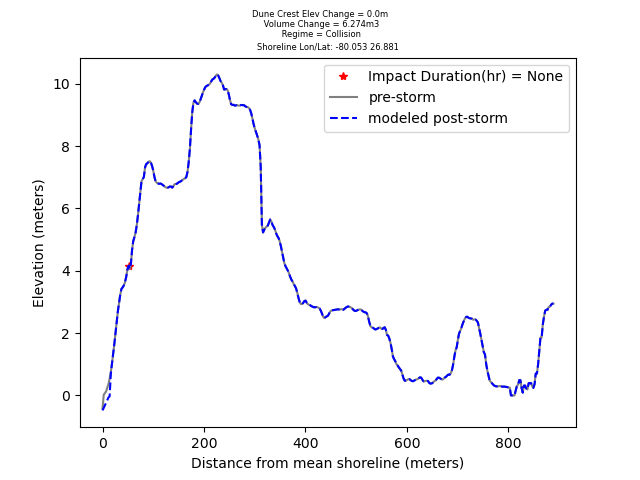 Dune Crest Elev Change = 0.0m
Volume Change = 6.274m3
Regime = Collision
Shoreline Lon/Lat: -80.053 26.881
Impact Duration(hr) = None
pre-storm
modeled post-storm
10
8
6
4
2
0
Elevation (meters)
0 200 400 600 800
Distance from mean shoreline (meters)